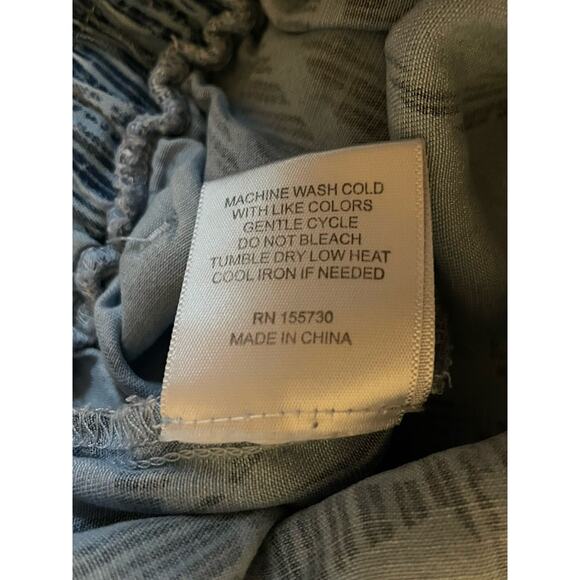 MACHINE WASH COLD
WITH LIKE COLORS
GENTLE CYCLE
DO NOT BLEACH
TUMBLE DRY LOW HEAT
COOL IRON IF NEEDED
RN 155730
MADE IN CHINA